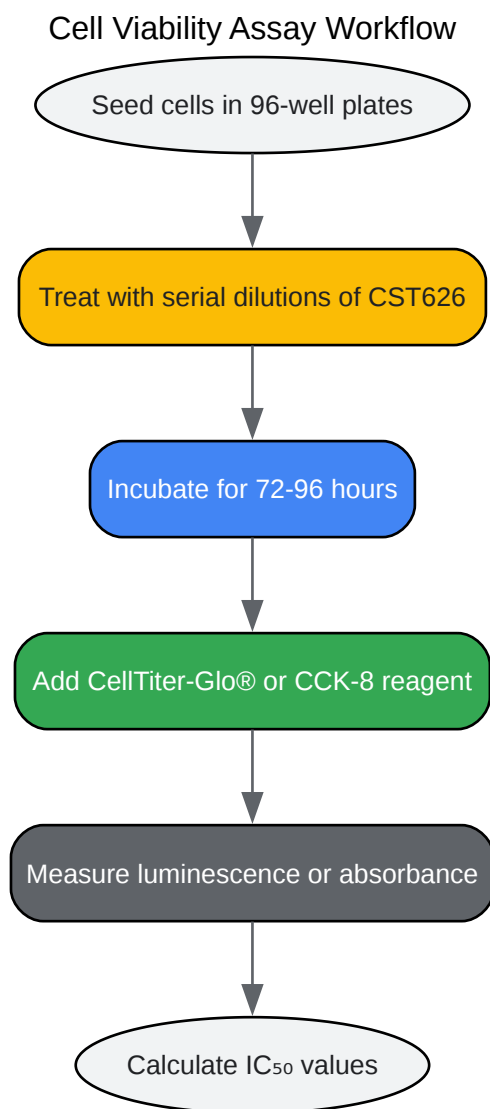 Cell Viability Assay Workflow
Seed cells in 96-well plates
Treat with serial dilutions of CST626
Incubate for 72-96 hours
Add CellTiter-Glo® or CCK-8 reagent
Measure luminescence or absorbance
Calculate IC₅₀ values